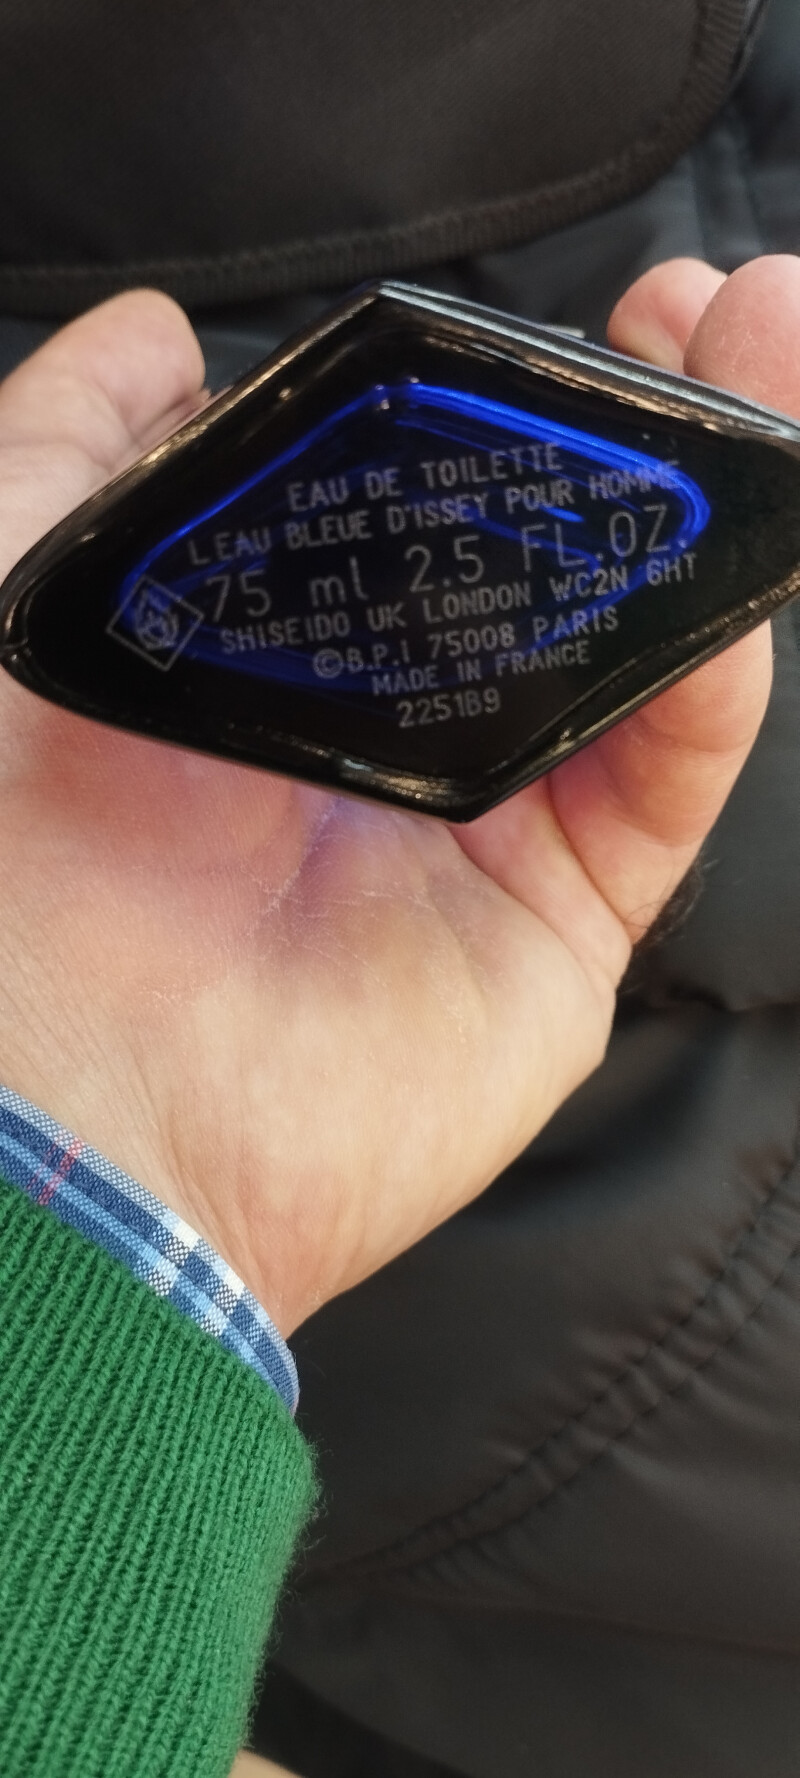 EAU DE TOILETTE
L'EAU BLEUE D'ISSEY POUR HOMME
75 ml 2.5 FL.OZ.
SHISEIDO UK LONDON WC2N 6HT
©B.P.I 75008 PARIS
MADE IN FRANCE
2251B9